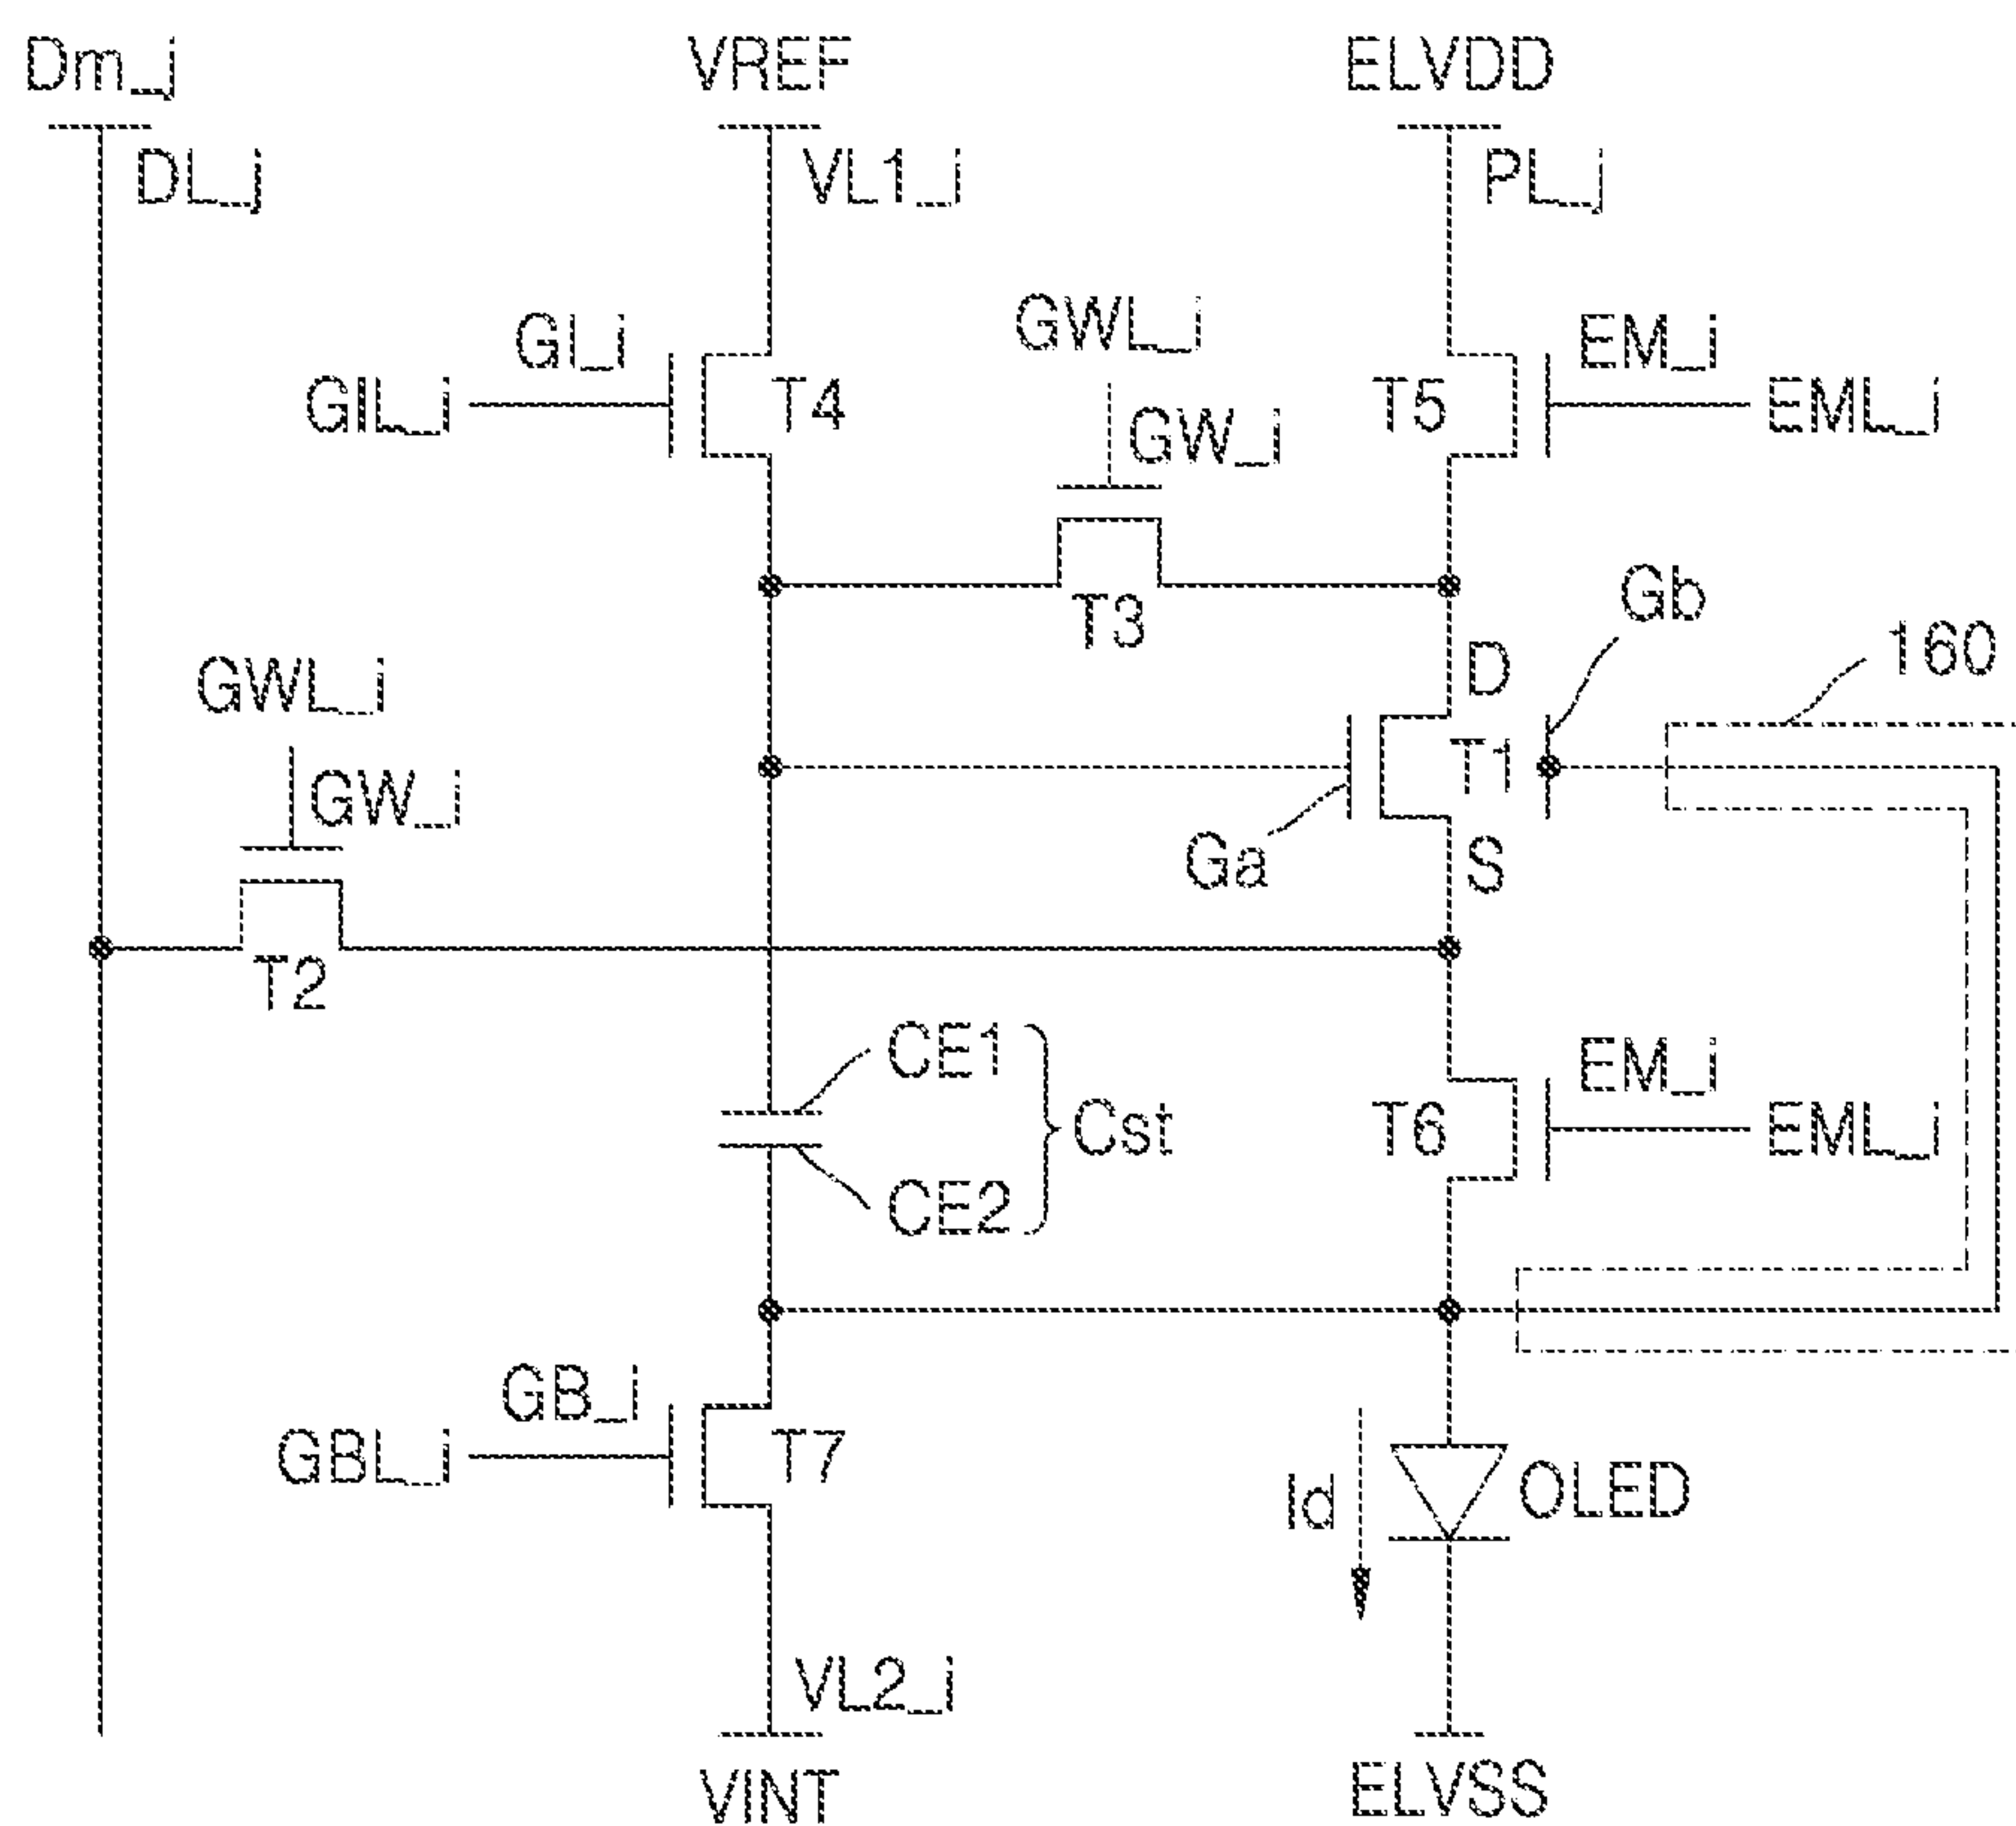 Dm_j
VREF
ELVDD
DL_j
VL1_i
PL_j
GI_i
GIL_i
T4
GWL_i
GW_i
T5
EM_i
EML_i
T3
Gb
160
D
T1
S
Ga
GWL_i
GW_i
T2
CE1
Cst
CE2
T6
EM_i
EML_i
GB_i
GBL_i
T7
Id
OLED
VL2_i
VINT
ELVSS